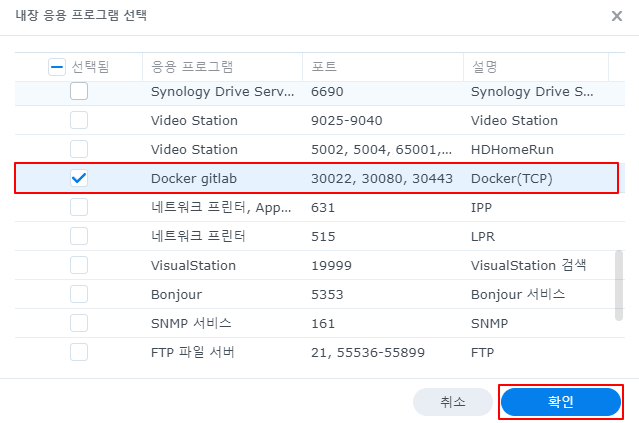 내장 응용 프로그램 선택
선택됨 응용 프로그램 포트 설명
Synology Drive Serv... 6690 Synology Drive S...
Video Station 9025-9040 Video Station
Video Station 5002, 5004, 65001,... HDHomeRun
Docker gitlab 30022, 30080, 30443 Docker(TCP)
네트워크 프린터, App... 631 IPP
네트워크 프린터 515 LPR
VisualStation 19999 VisualStation 검색
Bonjour 5353 Bonjour 서비스
SNMP 서비스 161 SNMP
FTP 파일 서버 21, 55536-55899 FTP
취소 확인